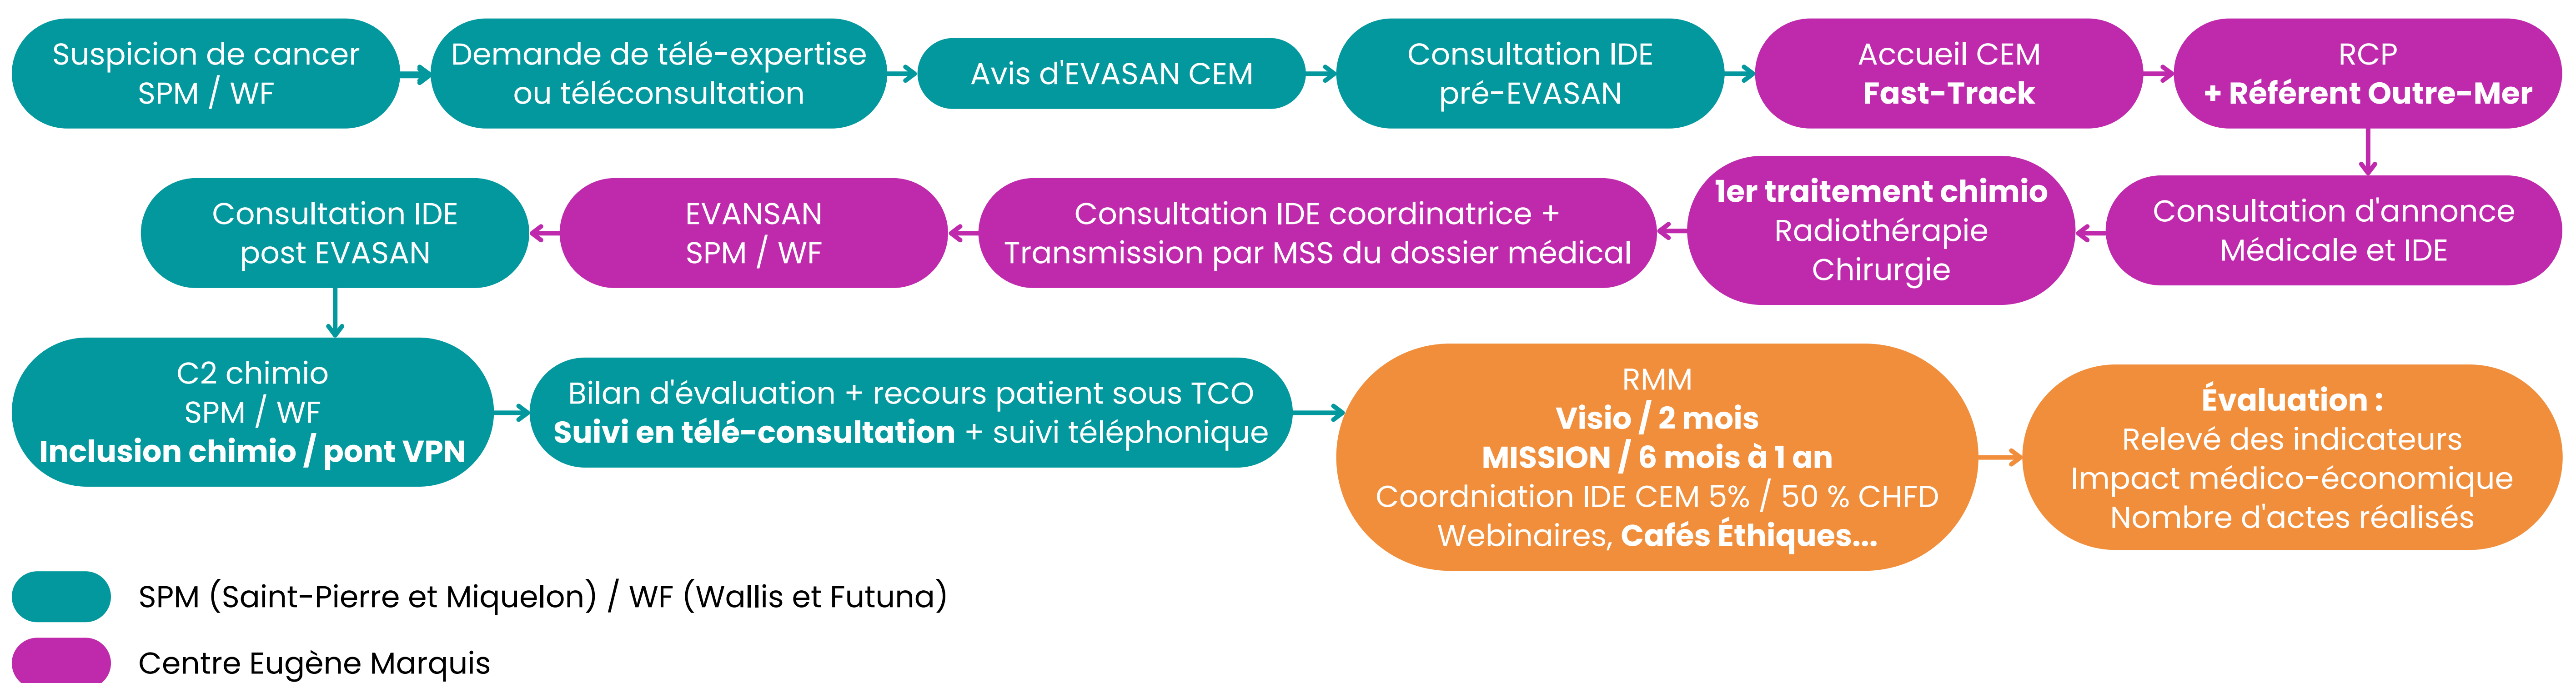 Suspicion de cancer
SPM / WF
Demande de télé-expertise
ou téléconsultation
Avis d'EVASAN CEM
Consultation IDE
pré-EVASAN
Accueil CEM
Fast-Track
RCP
+ Référent Outre-Mer
Consultation d'annonce
Médicale et IDE
1er traitement chimio
Radiothérapie
Chirurgie
Consultation IDE coordinatrice +
Transmission par MSS du dossier médical
EVANSAN
SPM / WF
Consultation IDE
post EVASAN
C2 chimio
SPM / WF
Inclusion chimio / pont VPN
Bilan d'évaluation + recours patient sous TCO
Suivi en télé-consultation + suivi téléphonique
RMM
Visio / 2 mois
MISSION / 6 mois à 1 an
Coordniation IDE CEM 5% / 50 % CHFD
Webinaires, Cafés Éthiques...
Évaluation :
Relevé des indicateurs
Impact médico-économique
Nombre d'actes réalisés
SPM (Saint-Pierre et Miquelon) / WF (Wallis et Futuna)
Centre Eugène Marquis